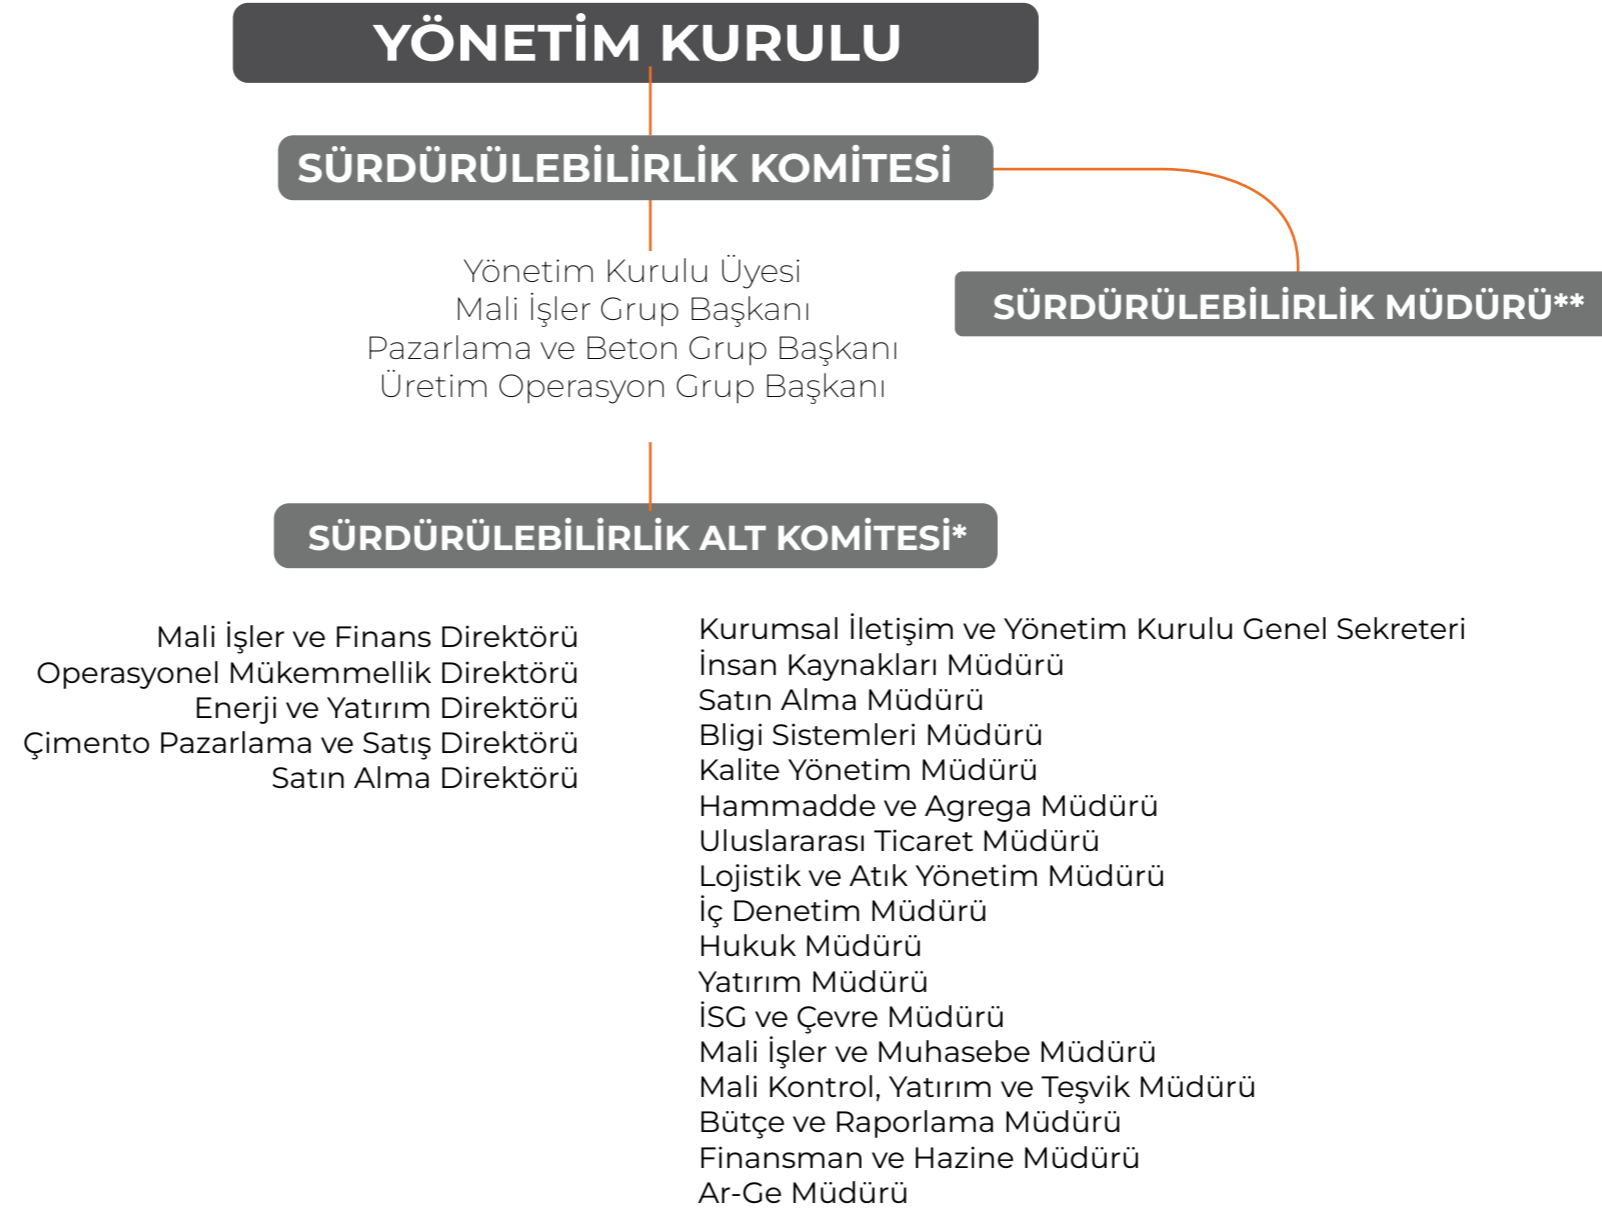 YÖNETİM KURULU
SÜRDÜRÜLEBİLİRLİK KOMİTESİ
Yönetim Kurulu Üyesi
Mali İşler Grup Başkanı
Pazarlama ve Beton Grup Başkanı
Üretim Operasyon Grup Başkanı
SÜRDÜRÜLEBİLİRLİK MÜDÜRÜ**
SÜRDÜRÜLEBİLİRLİK ALT KOMİTESİ*
Mali İşler ve Finans Direktörü
Operasyonel Mükemmellik Direktörü
Enerji ve Yatırım Direktörü
Çimento Pazarlama ve Satış Direktörü
Satın Alma Direktörü
Kurumsal İletişim ve Yönetim Kurulu Genel Sekreteri
İnsan Kaynakları Müdürü
Satın Alma Müdürü
Bligi Sistemleri Müdürü
Kalite Yönetim Müdürü
Hammadde ve Agrega Müdürü
Uluslararası Ticaret Müdürü
Lojistik ve Atık Yönetim Müdürü
İç Denetim Müdürü
Hukuk Müdürü
Yatırım Müdürü
İSG ve Çevre Müdürü
Mali İşler ve Muhasebe Müdürü
Mali Kontrol, Yatırım ve Teşvik Müdürü
Bütçe ve Raporlama Müdürü
Finansman ve Hazine Müdürü
Ar-Ge Müdürü